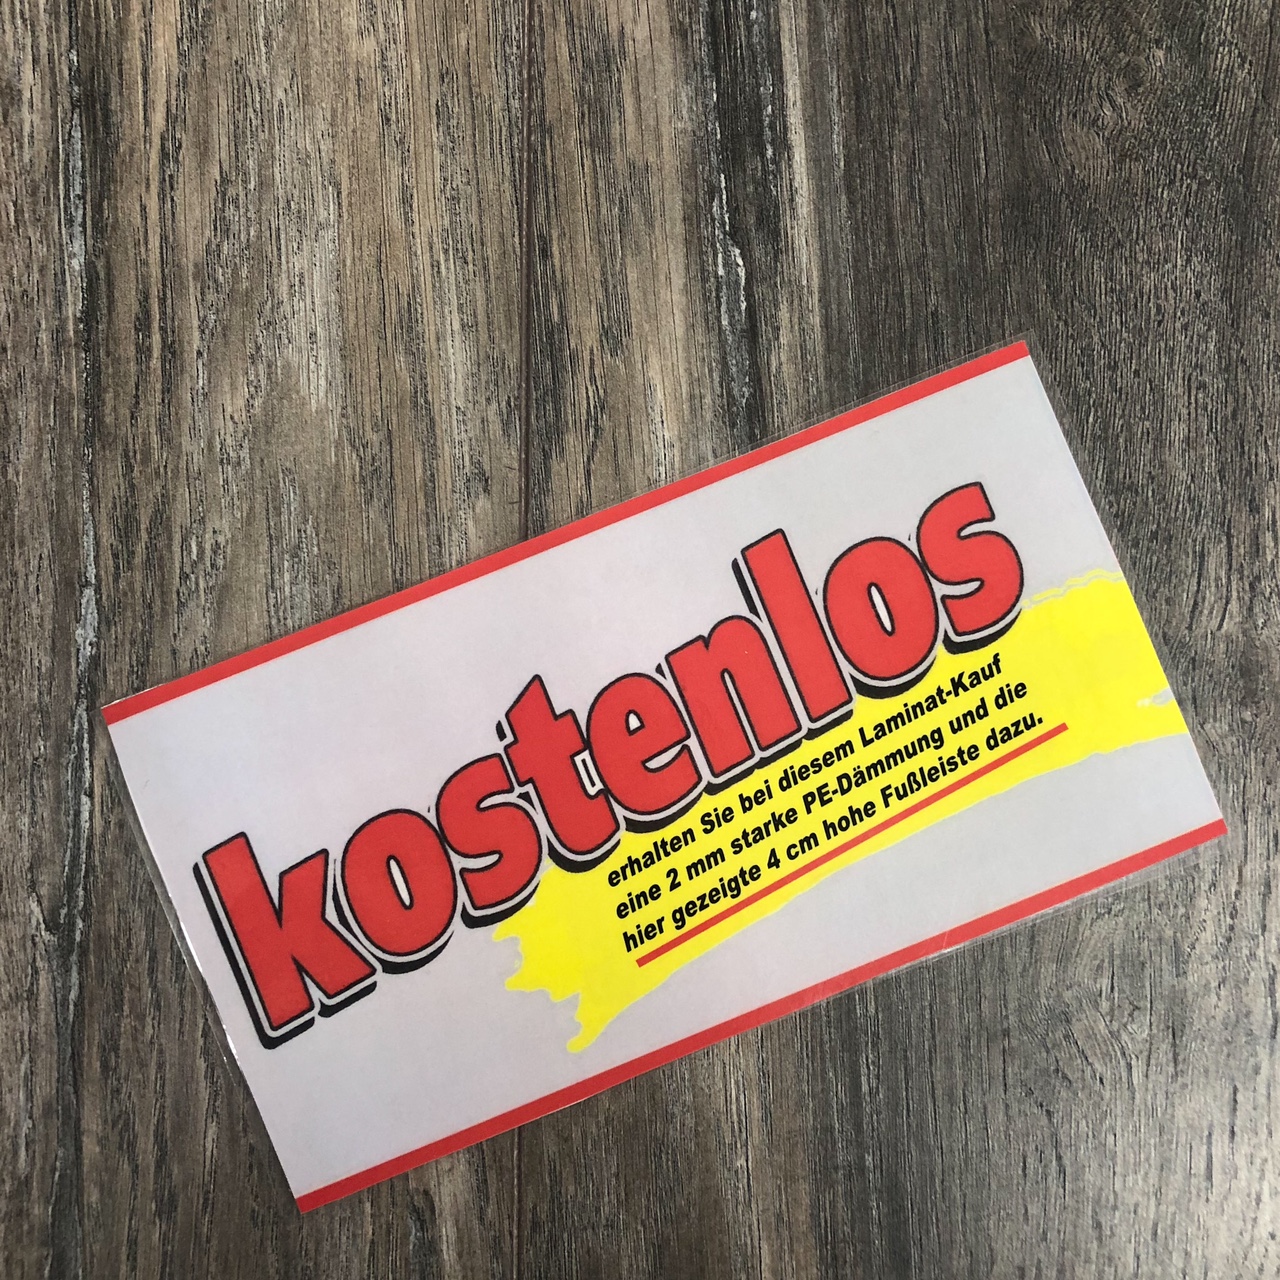 kostenlos
erhalten Sie bei diesem Laminat-Kauf
eine 2 mm starke PE-Dämmung und die
hier gezeigte 4 cm hohe Fußleiste dazu.